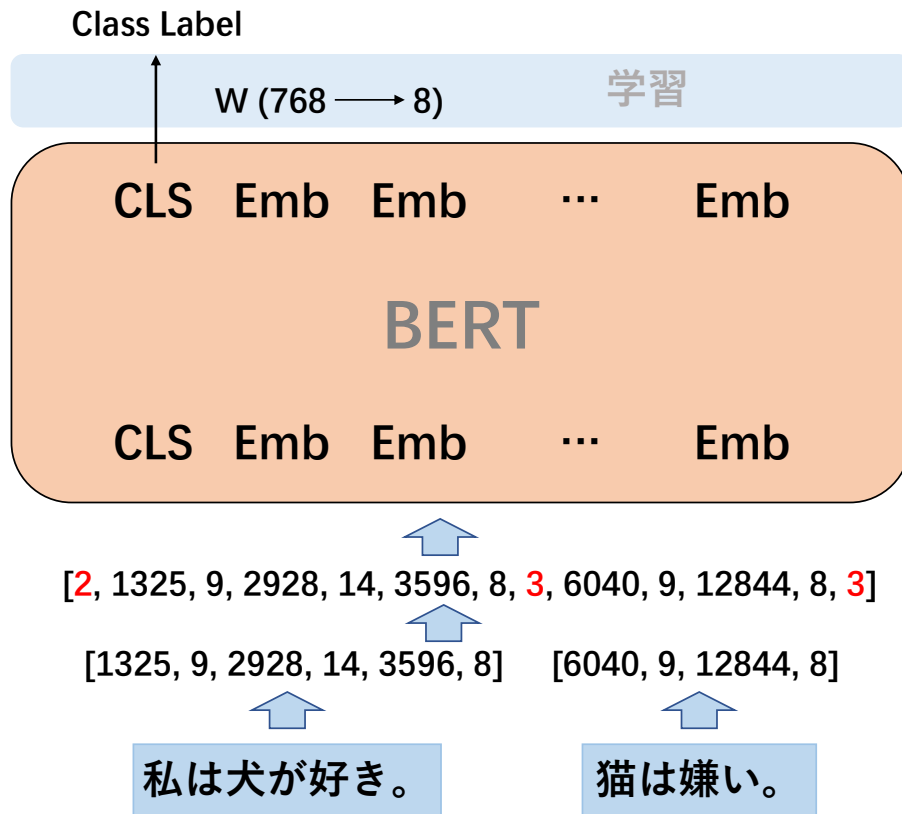 Class Label
W (768 → 8) 学習
CLS Emb Emb … Emb
BERT
CLS Emb Emb … Emb
[2, 1325, 9, 2928, 14, 3596, 8, 3, 6040, 9, 12844, 8, 3]
[1325, 9, 2928, 14, 3596, 8] [6040, 9, 12844, 8]
私は犬が好き。 猫は嫌い。